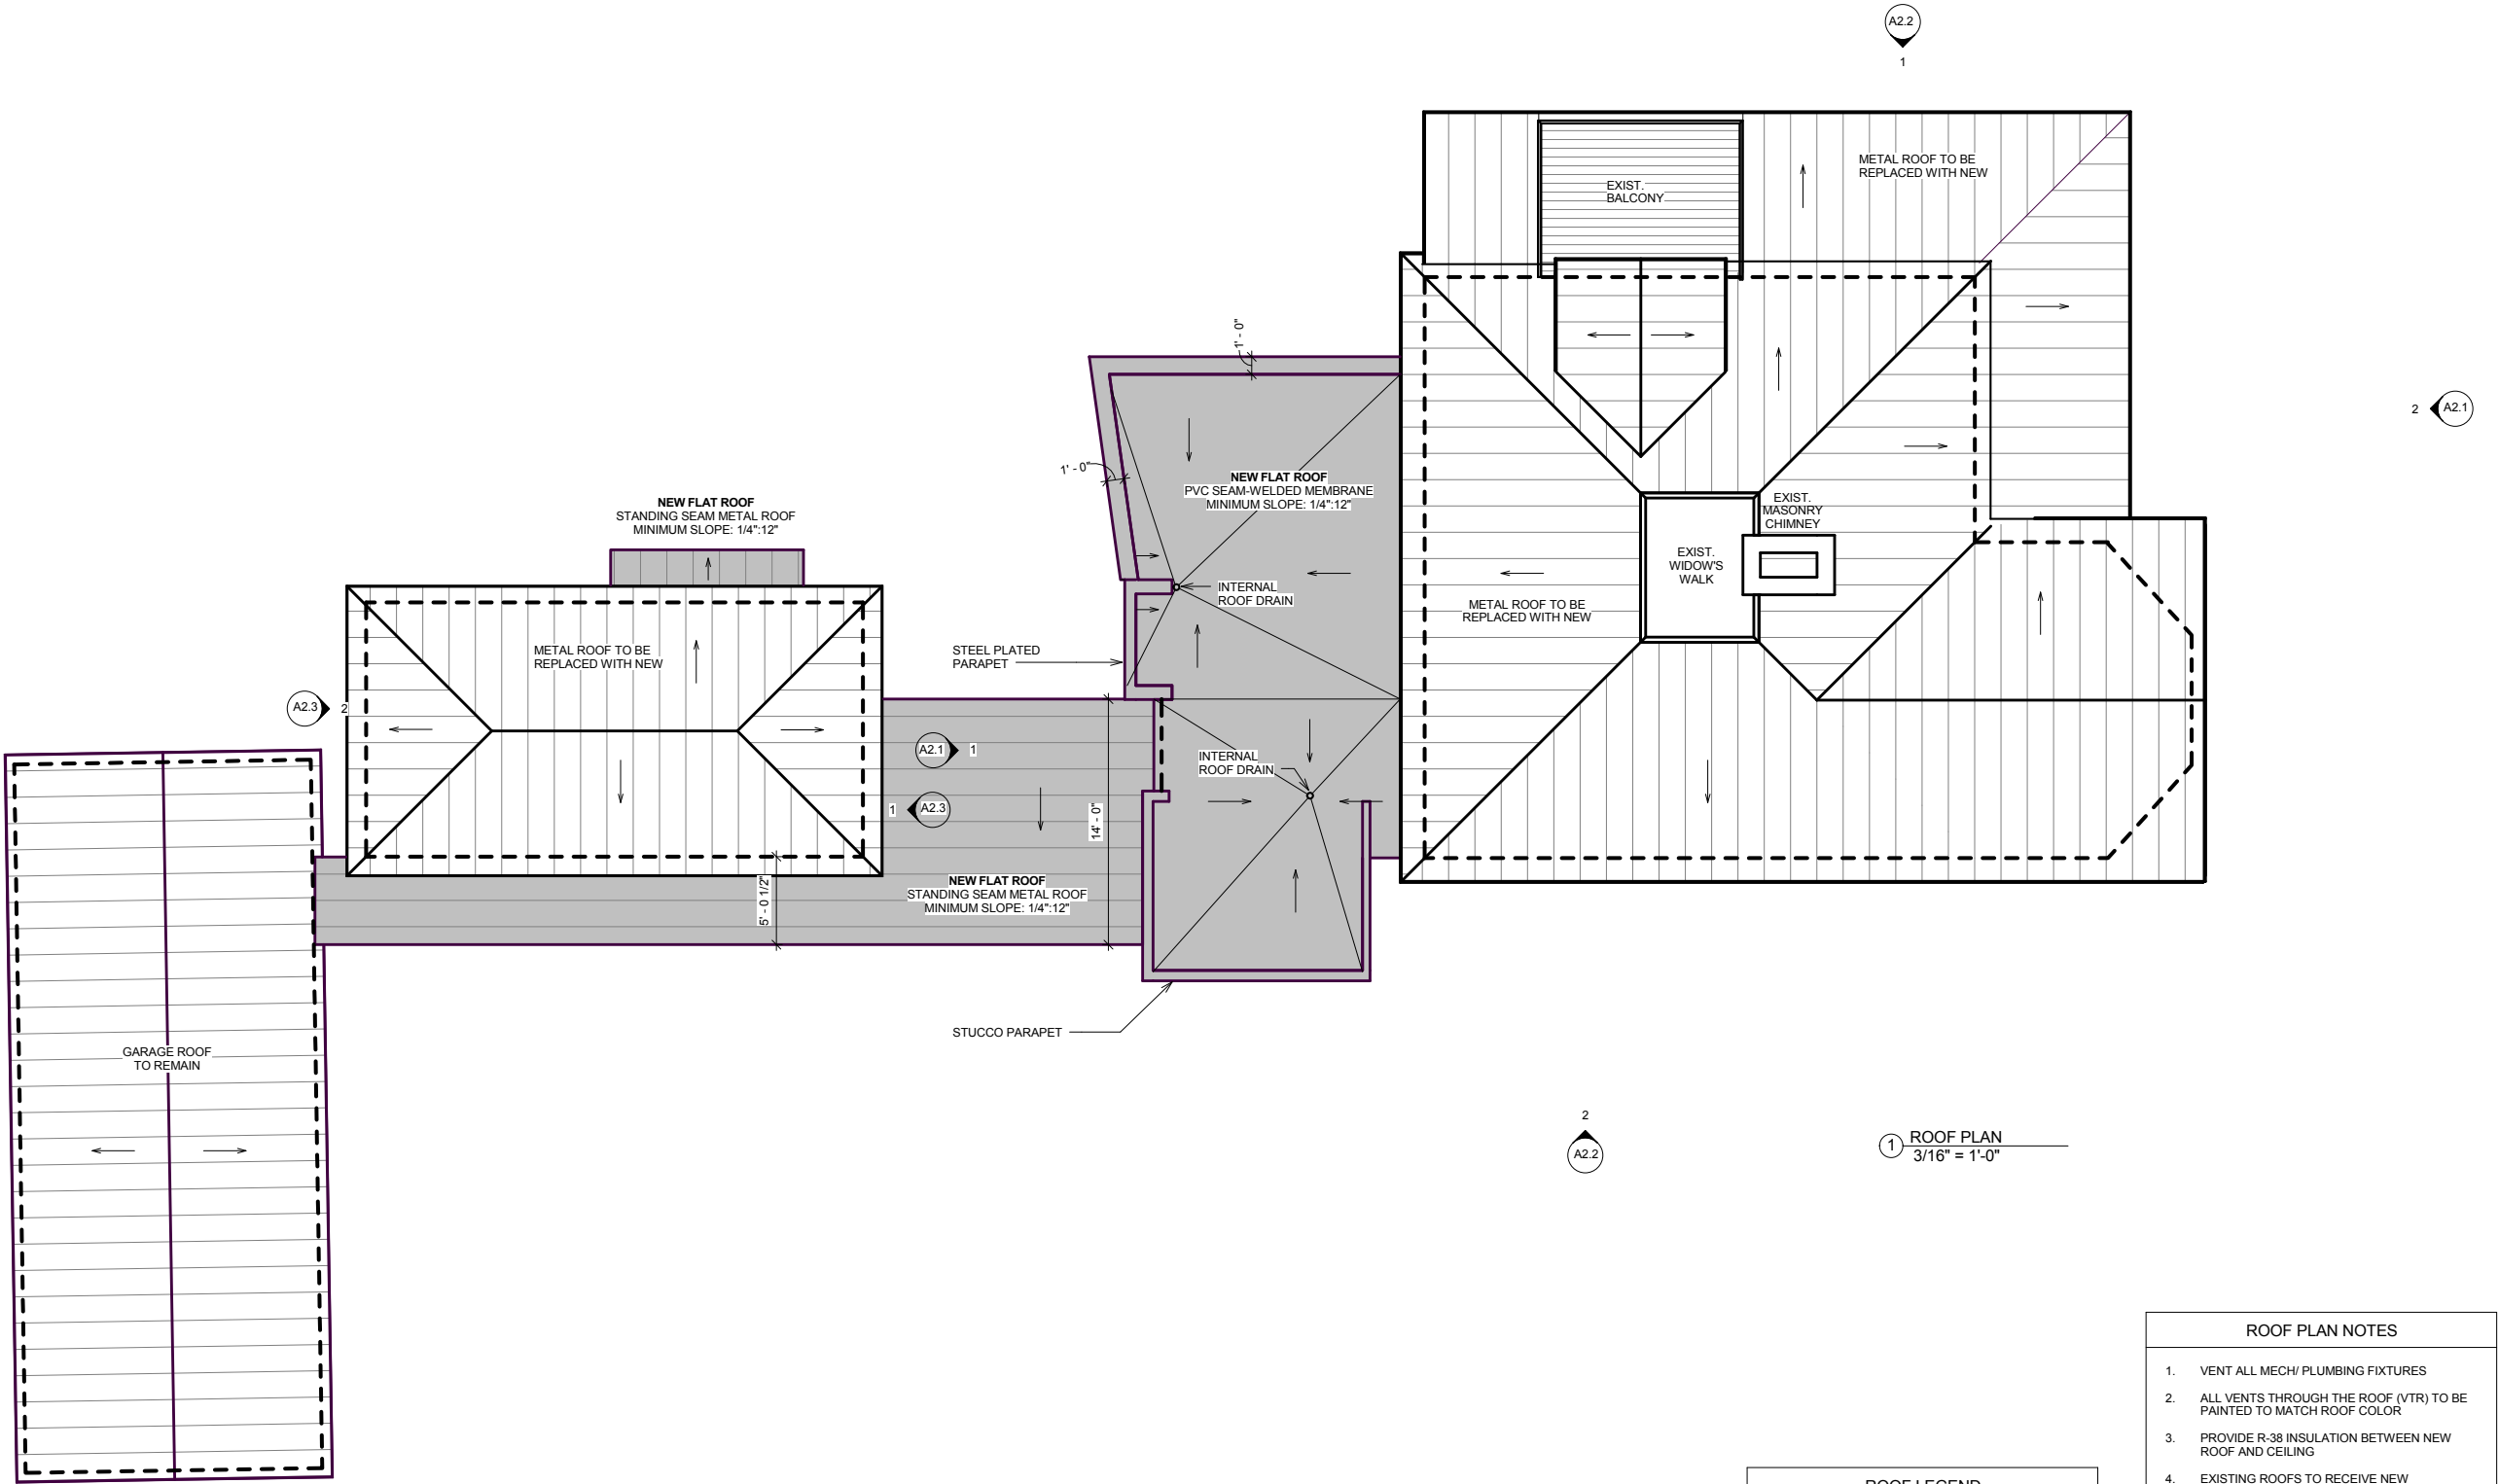 A2.2
1
METAL ROOF TO BE
REPLACED WITH NEW
EXIST.
BALCONY
1' - 0"
2
A2.1
1' - 0"
NEW FLAT ROOF
PVC SEAM-WELDED MEMBRANE
MINIMUM SLOPE: 1/4":12"
NEW FLAT ROOF
STANDING SEAM METAL ROOF
MINIMUM SLOPE: 1/4":12"
EXIST.
MASONRY
CHIMNEY
EXIST.
WIDOW'S
WALK
INTERNAL
ROOF DRAIN
METAL ROOF TO BE
REPLACED WITH NEW
METAL ROOF TO BE
REPLACED WITH NEW
STEEL PLATED
PARAPET
A2.3
2
A2.1
1
INTERNAL
ROOF DRAIN
1
A2.3
14' - 0"
5' - 0 1/2"
NEW FLAT ROOF
STANDING SEAM METAL ROOF
MINIMUM SLOPE: 1/4":12"
STUCCO PARAPET
GARAGE ROOF
TO REMAIN
2
A2.2
1
ROOF PLAN
3/16" = 1'-0"
ROOF PLAN NOTES
1. VENT ALL MECH/ PLUMBING FIXTURES
2. ALL VENTS THROUGH THE ROOF (VTR) TO BE
PAINTED TO MATCH ROOF COLOR
3. PROVIDE R-38 INSULATION BETWEEN NEW
ROOF AND CEILING
4. EXISTING ROOFS TO RECEIVE NEW
ROOF LEGEND